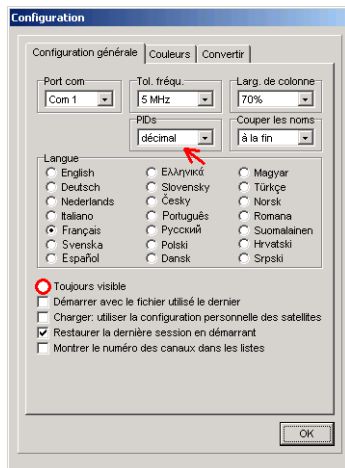 Configuration
Configuration générale Couleurs Convertir
Port com Tol. fréqu. Larg. de colonne
Com 1 5 MHz 70%
PIDs Couper les noms
décimal à la fin
Langue
English Ελληνικά Magyar
Deutsch Slovensky Türkçe
Nederlands Česky Norsk
Italiano Português Romana
Français Русский Suomalainen
Svenska Polski Hrvatski
Español Dansk Srpski
Toujours visible
Démarrer avec le fichier utilisé le dernier
Charger: utiliser la configuration personnelle des satellites
Restaurer la dernière session en démarrant
Montrer le numéro des canaux dans les listes
OK